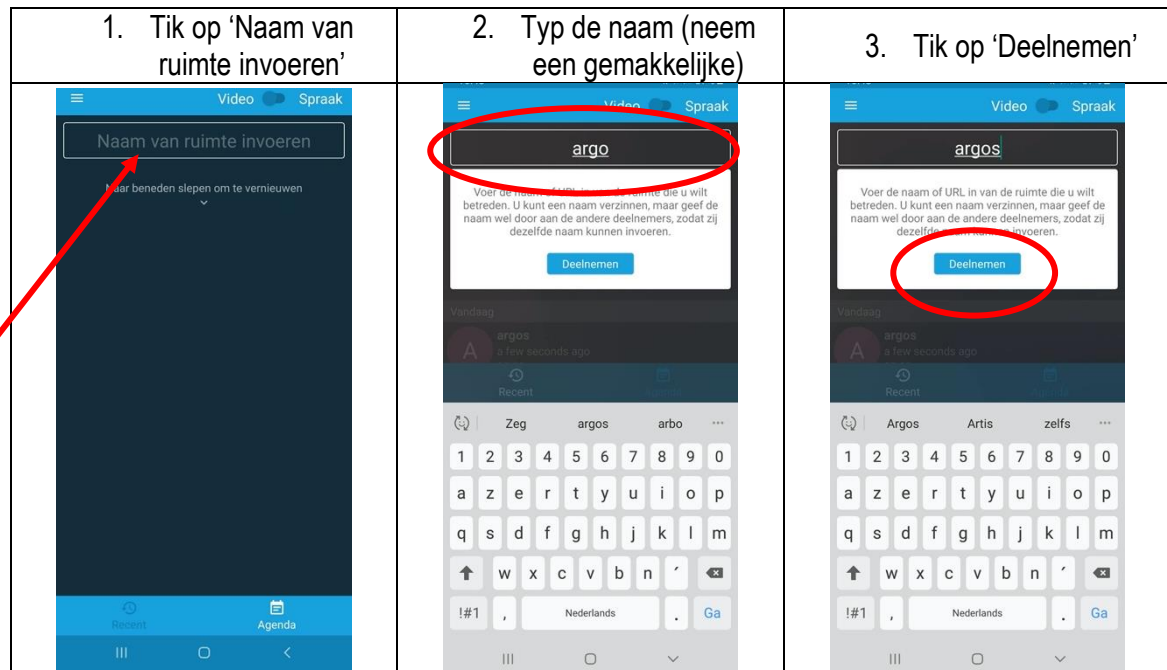 1. Tik op ‘Naam van
ruimte invoeren’
Video Spraak
Naam van ruimte invoeren
Naar beneden slepen om te vernieuwen
Recent Agenda
2. Typ de naam (neem
een gemakkelijke)
Video Spraak
argo
Voer de naam of URL in van de ruimte die u wilt
betreden. U kunt een naam verzinnen, maar geef de
naam wel door aan de andere deelnemers, zodat zij
dezelfde naam kunnen invoeren.
Deelnemen
Vandaag
A argos
a few seconds ago
Recent Agenda
Zeg argos arbo ...
1 2 3 4 5 6 7 8 9 0
a z e r t y u i o p
q s d f g h j k l m
w x c v b n ´
!#1 , Nederlands . Ga
3. Tik op ‘Deelnemen’
Video Spraak
argos
Voer de naam of URL in van de ruimte die u wilt
betreden. U kunt een naam verzinnen, maar geef de
naam wel door aan de andere deelnemers, zodat zij
dezelfde naam kunnen invoeren.
Deelnemen
Vandaag
A argos
a few seconds ago
Recent Agenda
Argos Artis zelfs ...
1 2 3 4 5 6 7 8 9 0
a z e r t y u i o p
q s d f g h j k l m
w x c v b n ´
!#1 , Nederlands . Ga